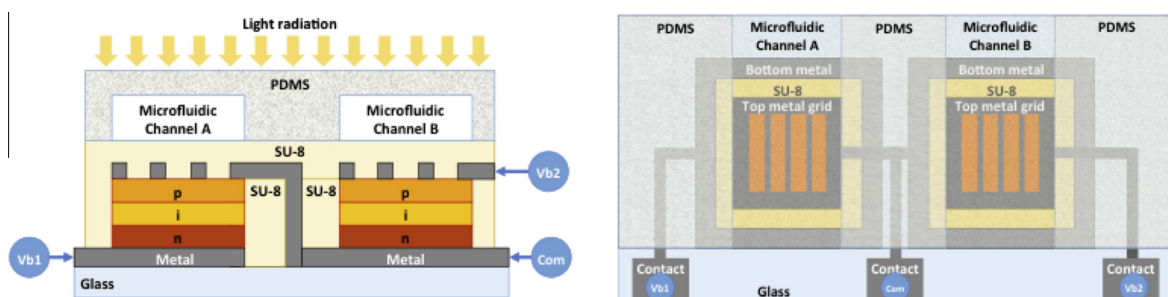 Light radiation
PDMS
Microfluidic
Channel A
Microfluidic
Channel B
SU-8
Vb2
p
SU-8
SU-8
p
i
i
n
n
Vb1
Metal
Metal
Com
Glass
PDMS
Microfluidic
Channel A
PDMS
Microfluidic
Channel B
PDMS
Bottom metal
Bottom metal
SU-8
SU-8
Top metal grid
Top metal grid
Contact
Vb1
Contact
Com
Contact
Vb2
Glass